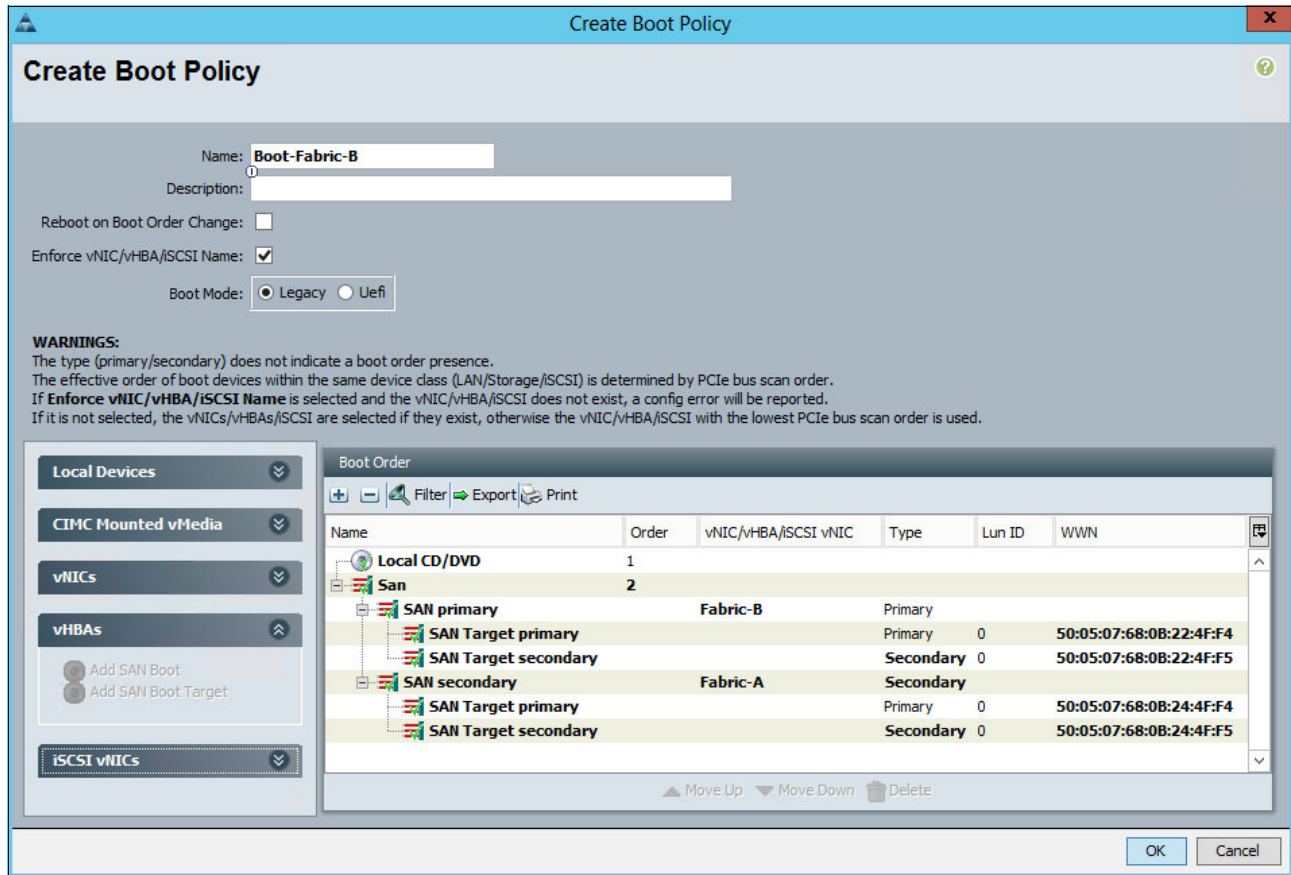 Create Boot Policy
x
Create Boot Policy
?
Name: Boot-Fabric-B
Description:
Reboot on Boot Order Change:
Enforce vNIC/vHBA/iSCSI Name:
Boot Mode: Legacy Uefi
WARNINGS:
The type (primary/secondary) does not indicate a boot order presence.
The effective order of boot devices within the same device class (LAN/Storage/iSCSI) is determined by PCIe bus scan order.
If Enforce vNIC/vHBA/iSCSI Name is selected and the vNIC/vHBA/iSCSI does not exist, a config error will be reported.
If it is not selected, the vNICs/vHBAs/iSCSI are selected if they exist, otherwise the vNIC/vHBA/iSCSI with the lowest PCIe bus scan order is used.
Local Devices
CIMC Mounted vMedia
vNICs
vHBAs
Add SAN Boot
Add SAN Boot Target
iSCSI vNICs
Boot Order
Filter Export Print
Name Order vNIC/vHBA/iSCSI vNIC Type Lun ID WWN
Local CD/DVD 1
San 2
SAN primary Fabric-B Primary
SAN Target primary Primary 0 50:05:07:68:0B:22:4F:F4
SAN Target secondary Secondary 0 50:05:07:68:0B:22:4F:F5
SAN secondary Fabric-A Secondary
SAN Target primary Primary 0 50:05:07:68:0B:24:4F:F4
SAN Target secondary Secondary 0 50:05:07:68:0B:24:4F:F5
Move Up Move Down Delete
OK Cancel